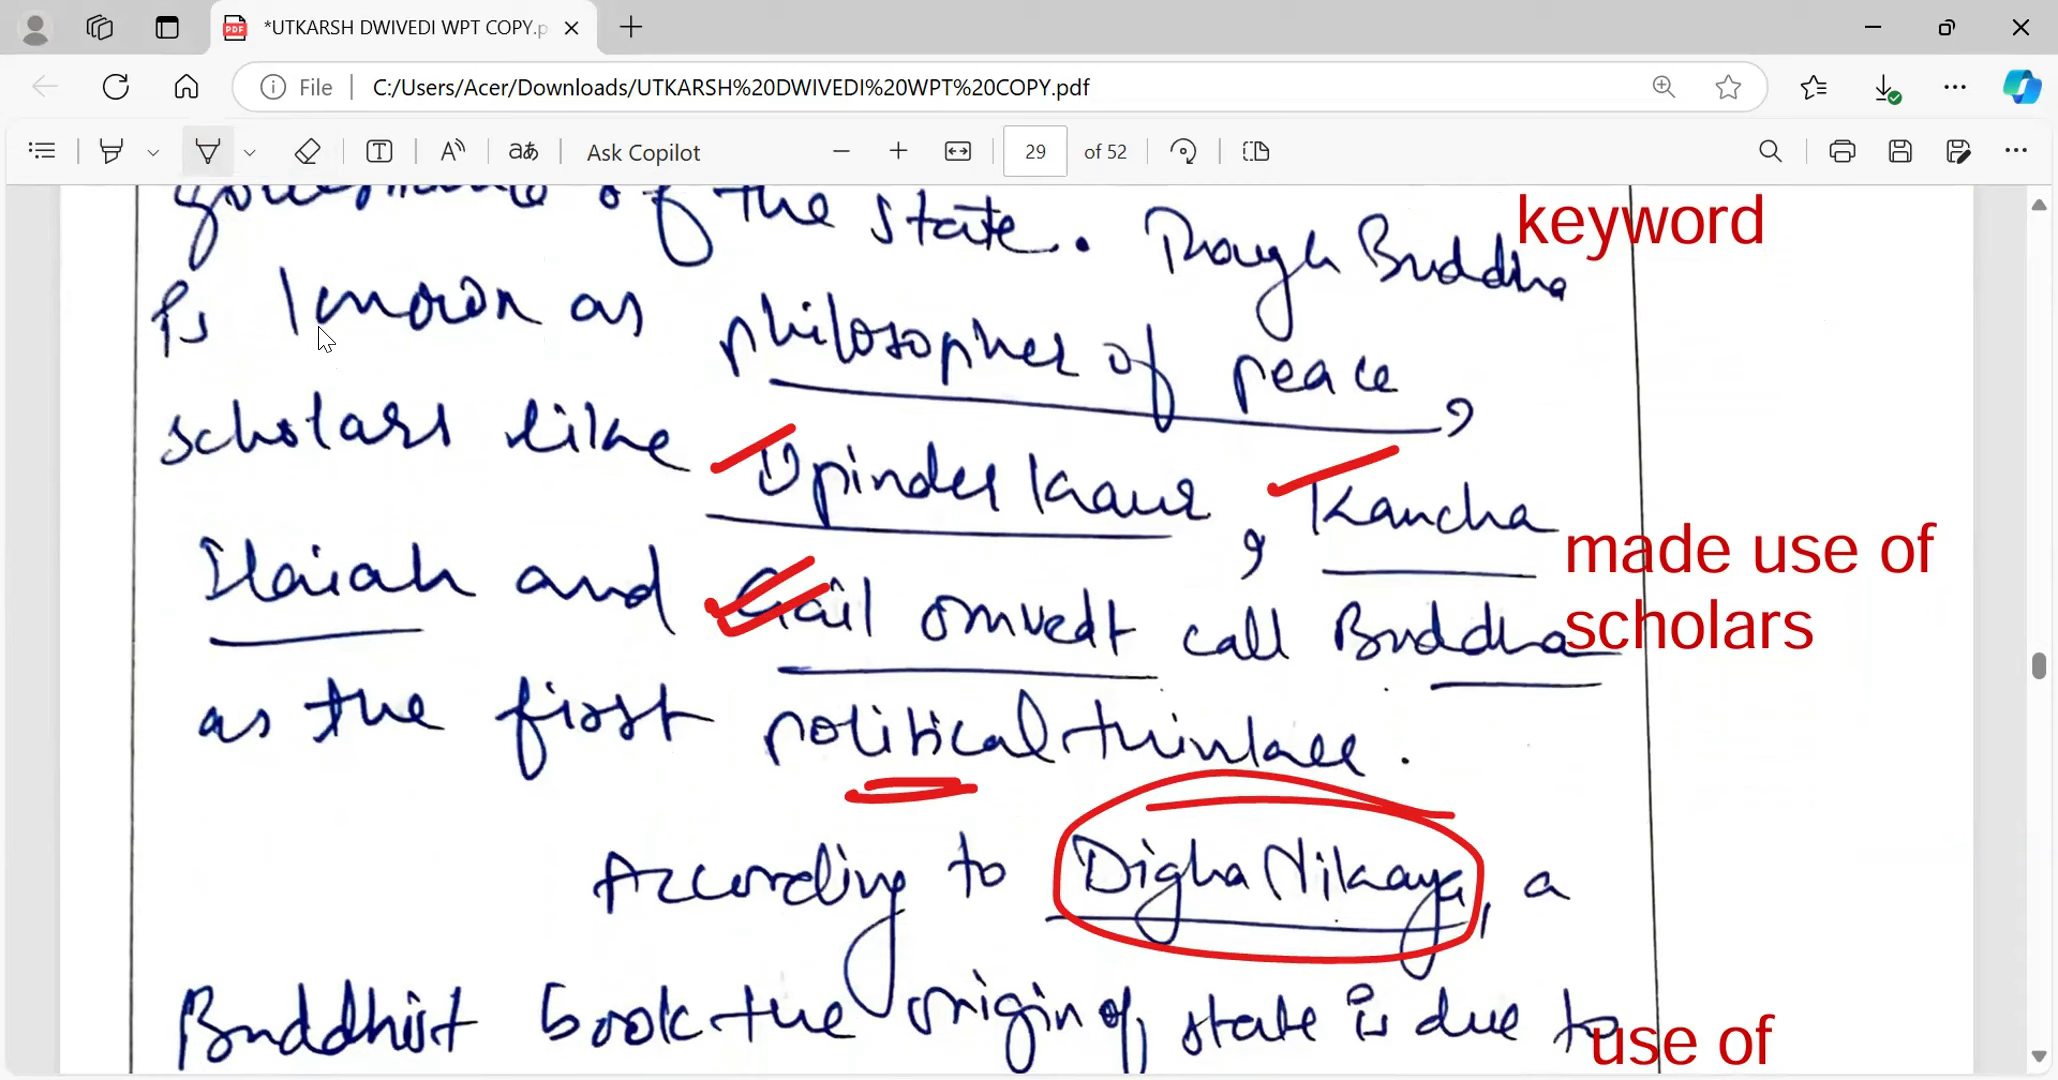 *UTKARSH DWIVEDI WPT COPY.p
File
C:/Users/Acer/Downloads/UTKARSH%20DWIVEDI%20WPT%20COPY.pdf
Ask Copilot
29 of 52
of the state. Though Buddha
keyword
is known as philosopher of peace,
scholars like Upinder Kaur, Kancha
made use of
Ilaiah and Gail omvedt call Buddha
scholars
as the first political thinker.
According to Digha Nikaya, a
Buddhist book the origin of state is due to
use of